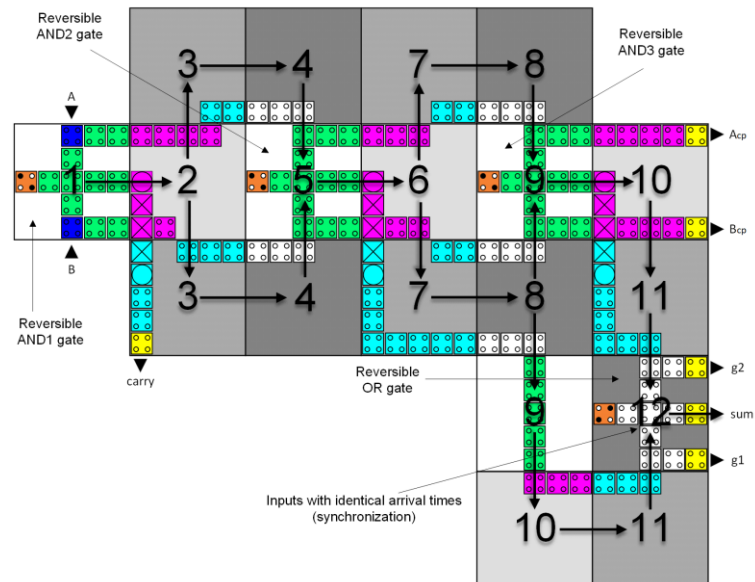 Reversible
AND2 gate
Reversible
AND3 gate
3 4 7 8
A
Acp
1 2 5 6 9 10
Bcp
B
3 4 7 8 11
Reversible
AND1 gate
carry
Reversible
OR gate
g2
9 12
sum
g1
Inputs with identical arrival times
(synchronization)
10 11